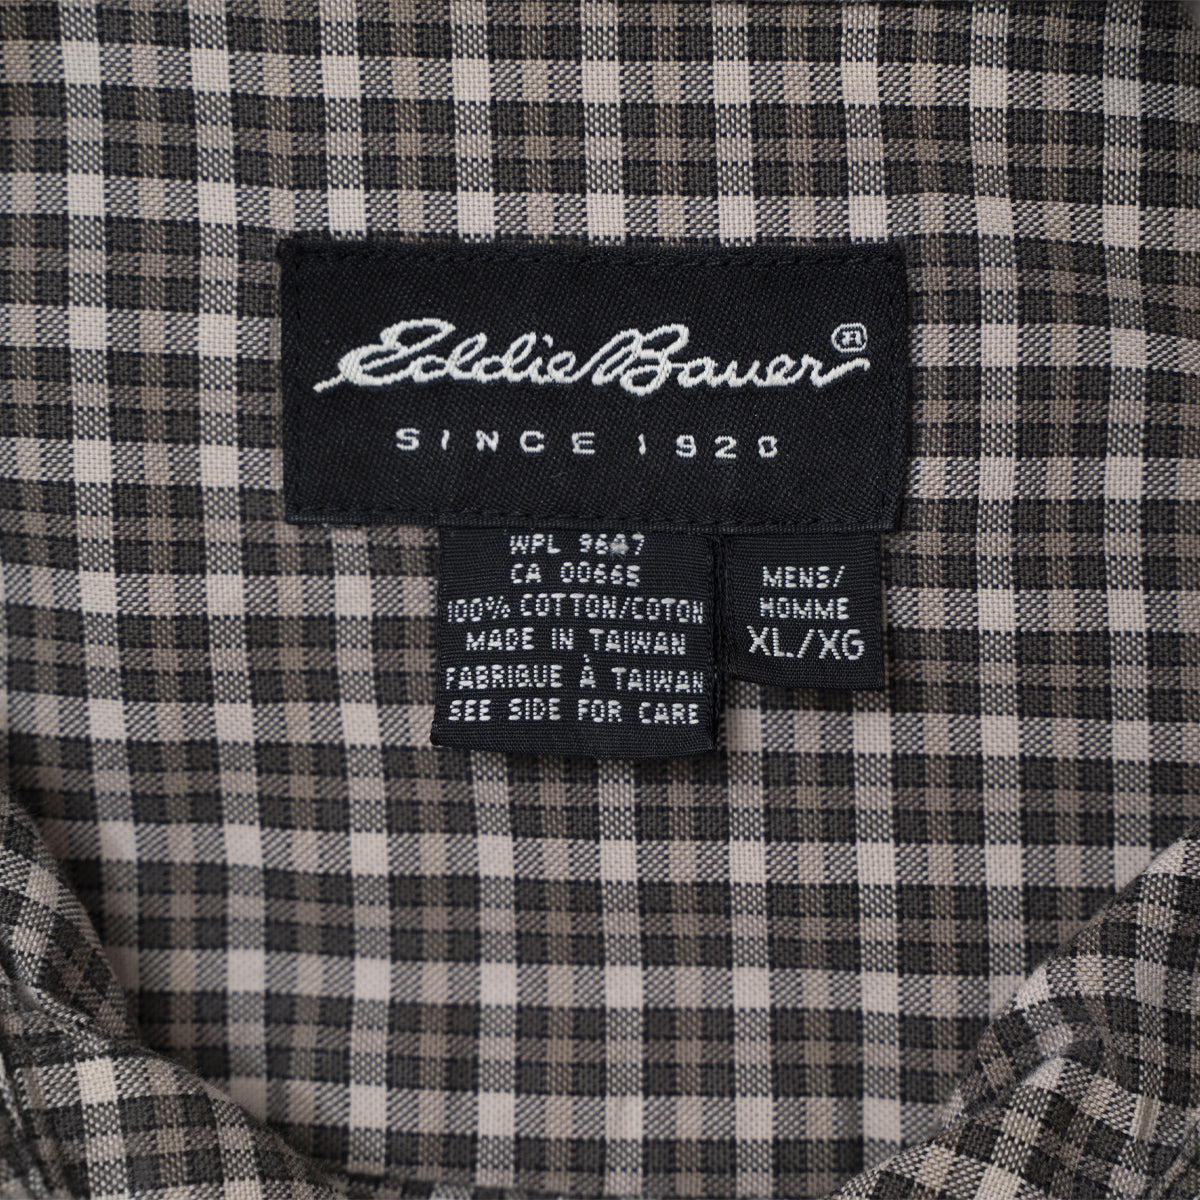 Eddie Bauer ®
SINCE 1920
WPL 9647
CA 00665
100% COTTON/COTON
MADE IN TAIWAN
FABRIQUE À TAIWAN
SEE SIDE FOR CARE
MENS/
HOMME
XL/XG